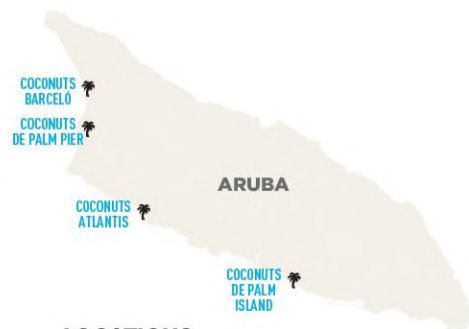 COCONUTS
BARCELÓ
COCONUTS
DE PALM PIER
ARUBA
COCONUTS
ATLANTIS
COCONUTS
DE PALM
ISLAND